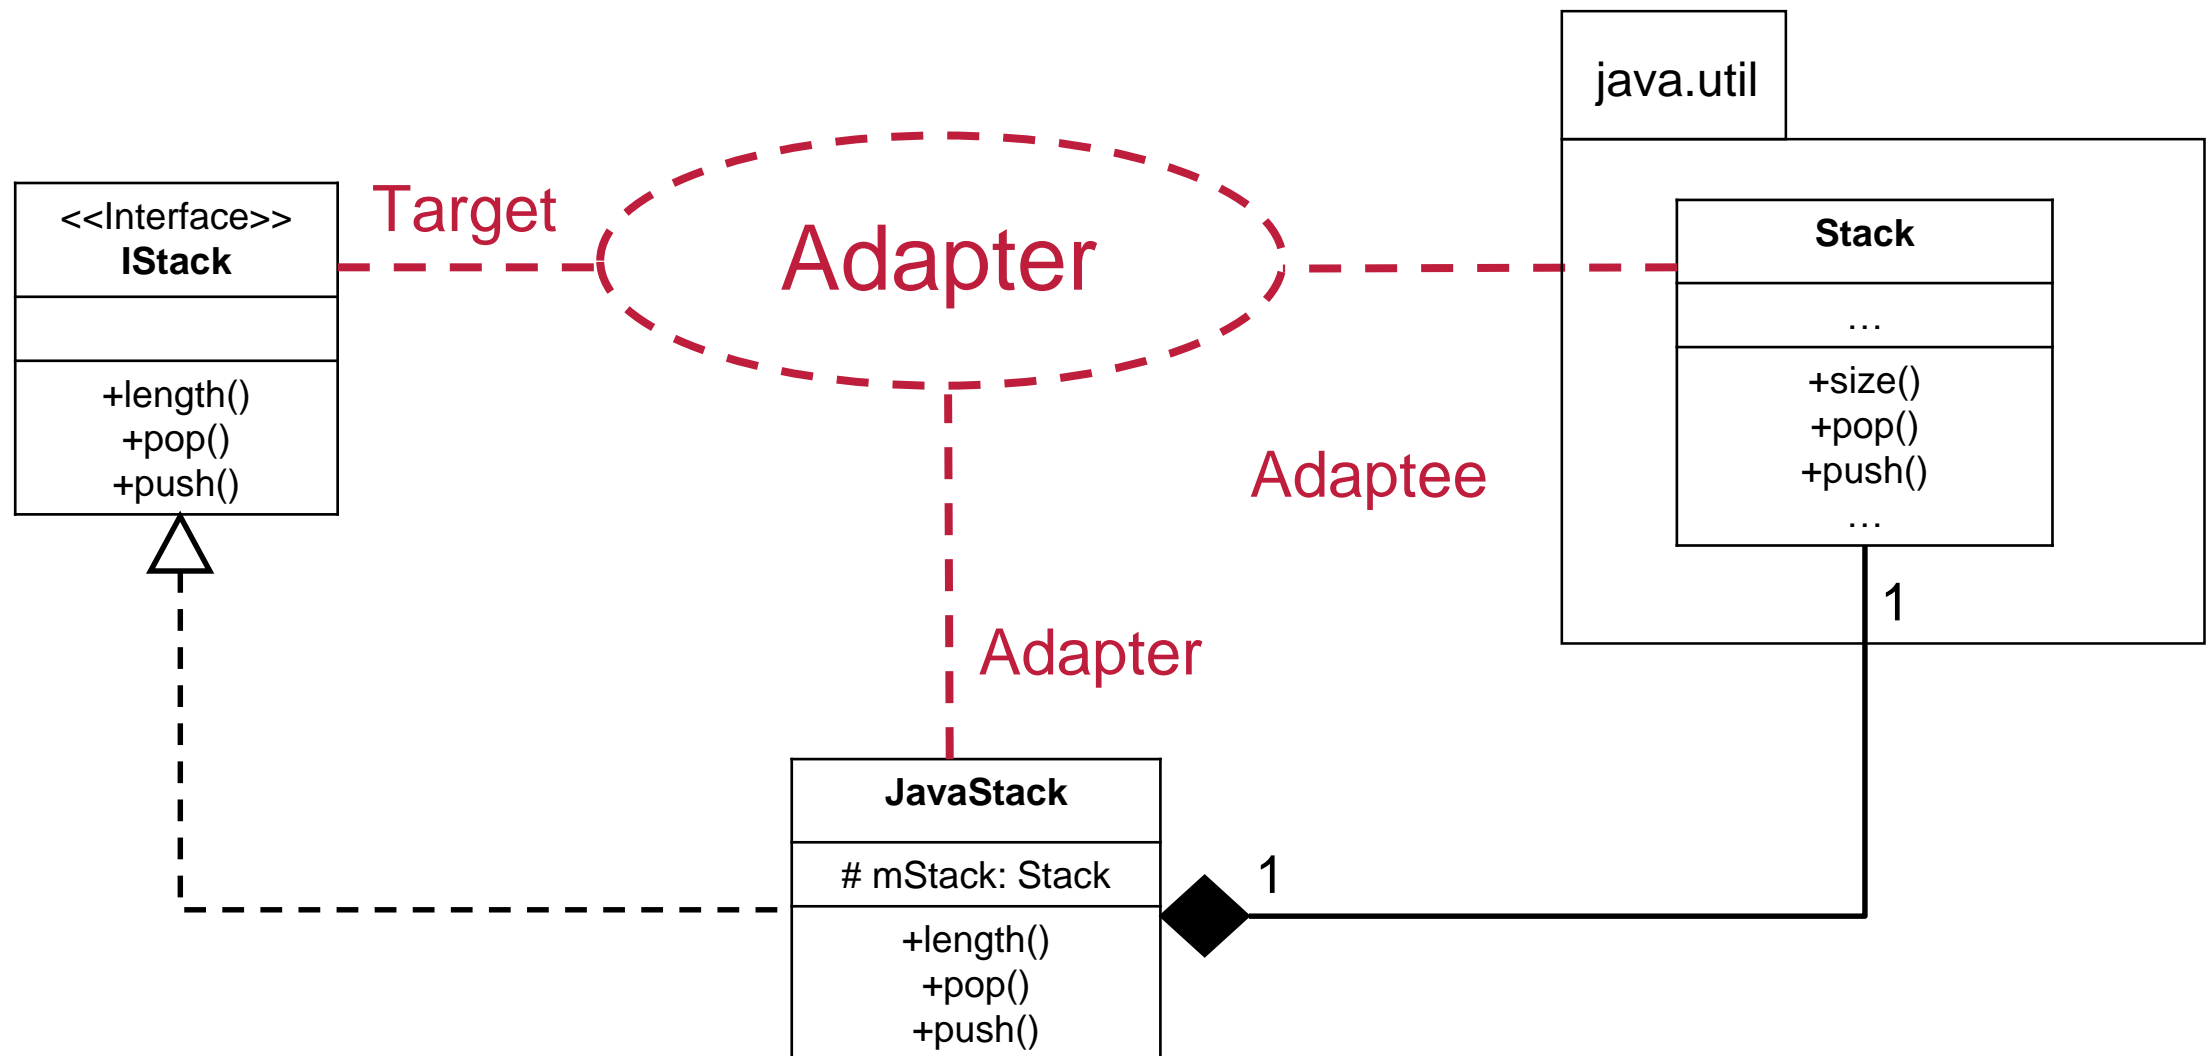 java.util
<<Interface>>
IStack
+length()
+pop()
+push()
Target
Adapter
Stack
…
+size()
+pop()
+push()
…
Adaptee
1
Adapter
JavaStack
# mStack: Stack
+length()
+pop()
+push()
1